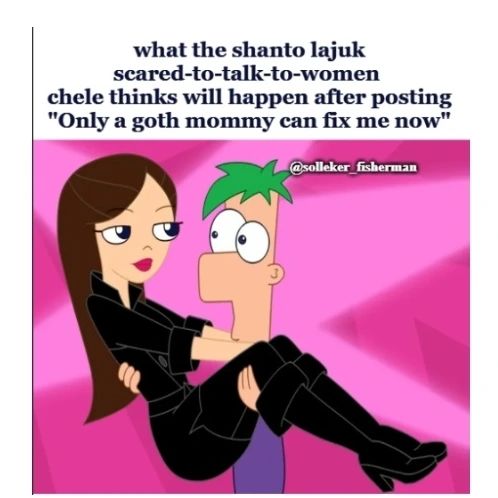 what the shanto lajuk
scared-to-talk-to-women
chele thinks will happen after posting
"Only a goth mommy can fix me now"
@solleker_fisherman